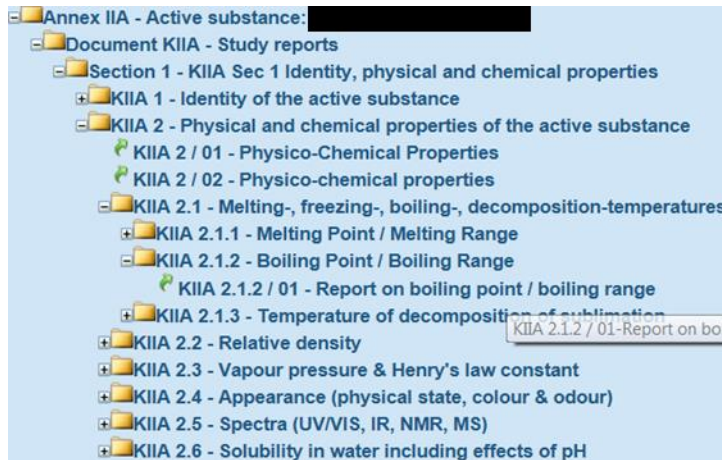 Annex IIA - Active substance:
Document KIIA - Study reports
Section 1 - KIIA Sec 1 Identity, physical and chemical properties
KIIA 1 - Identity of the active substance
KIIA 2 - Physical and chemical properties of the active substance
KIIA 2 / 01 - Physico-Chemical Properties
KIIA 2 / 02 - Physico-chemical properties
KIIA 2.1 - Melting-, freezing-, boiling-, decomposition-temperatures
KIIA 2.1.1 - Melting Point / Melting Range
KIIA 2.1.2 - Boiling Point / Boiling Range
KIIA 2.1.2 / 01 - Report on boiling point / boiling range
KIIA 2.1.3 - Temperature of decomposition of sublimation
KIIA 2.1.2 / 01-Report on bo
KIIA 2.2 - Relative density
KIIA 2.3 - Vapour pressure & Henry's law constant
KIIA 2.4 - Appearance (physical state, colour & odour)
KIIA 2.5 - Spectra (UV/VIS, IR, NMR, MS)
KIIA 2.6 - Solubility in water including effects of pH